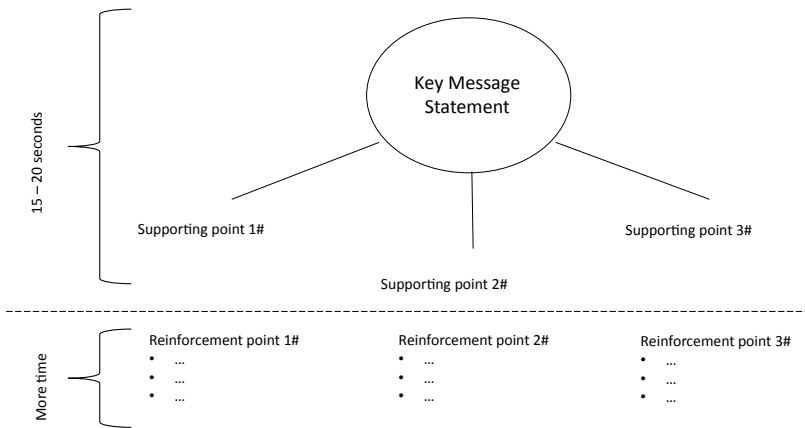 Key Message
Statement
15 – 20 seconds
Supporting point 1#
Supporting point 3#
Supporting point 2#
More time
Reinforcement point 1#
• ...
• ...
• ...
Reinforcement point 2#
• ...
• ...
• ...
Reinforcement point 3#
• ...
• ...
• ...